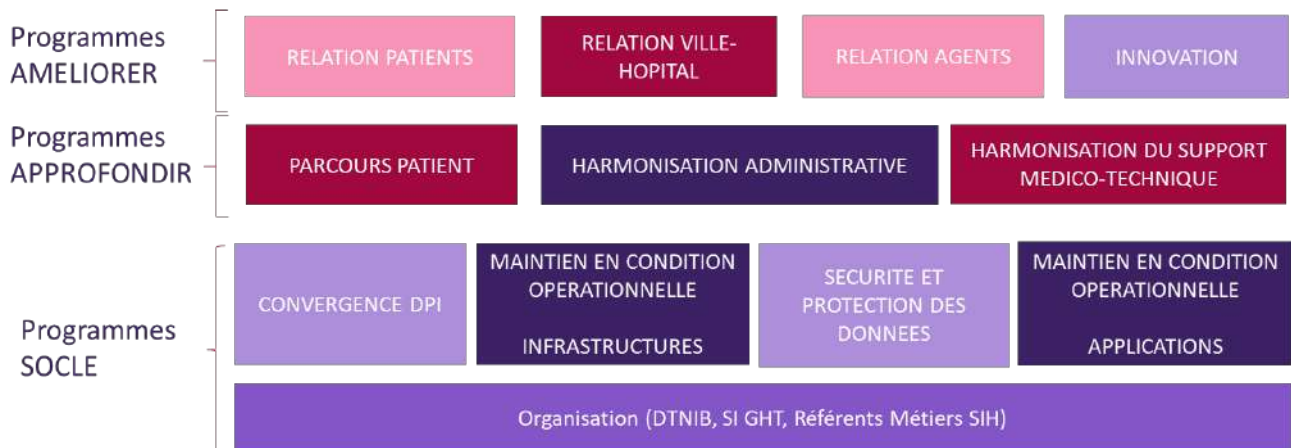 Programmes
AMELIORER
RELATION PATIENTS
RELATION VILLE-
HOPITAL
RELATION AGENTS
INNOVATION
Programmes
APPROFONDIR
PARCOURS PATIENT
HARMONISATION ADMINISTRATIVE
HARMONISATION DU SUPPORT
MEDICO-TECHNIQUE
Programmes
SOCLE
CONVERGENCE DPI
MAINTIEN EN CONDITION
OPERATIONNELLE
INFRASTRUCTURES
SÉCURITE ET
PROTECTION DES
DONNEES
MAINTIEN EN CONDITION
OPERATIONNELLE
APPLICATIONS
Organisation (DTNIB, SI GHT, Référents Métiers SIH)